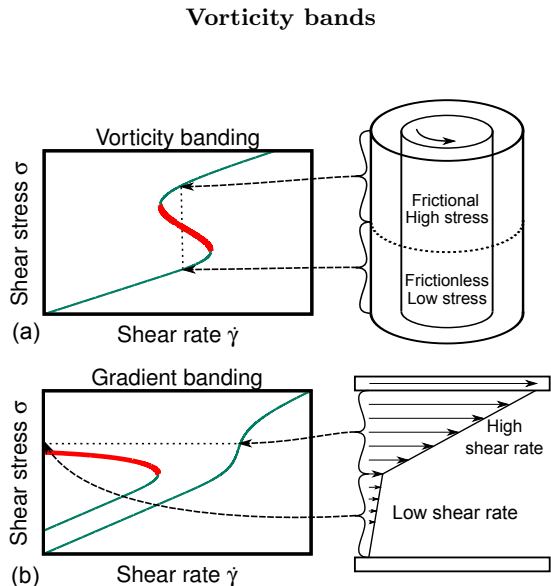 Vorticity bands
Vorticity banding
Shear stress σ
Frictional
High stress
Frictionless
Low stress
(a)
Shear rate γ̇
Gradient banding
Shear stress σ
High
shear rate
Low shear rate
(b)
Shear rate γ̇